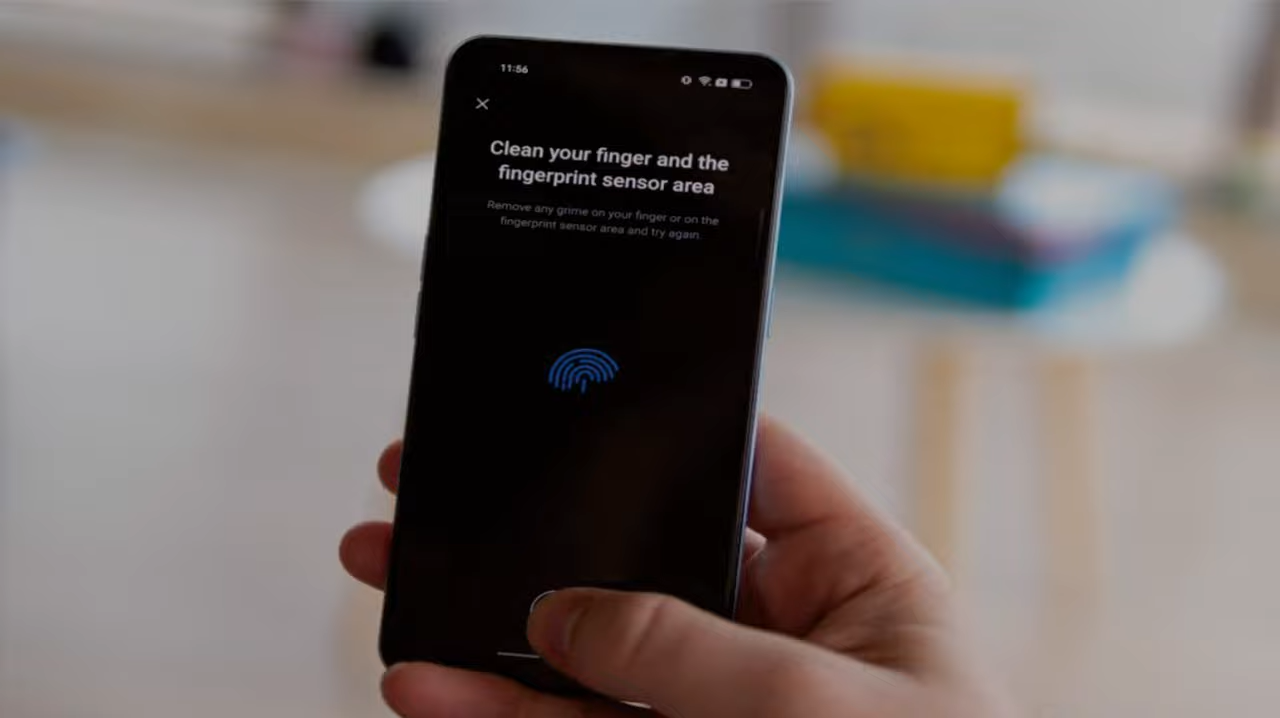 11:56
Clean your finger and the
fingerprint sensor area
Remove any grime on your finger or on the
fingerprint sensor area and try again.